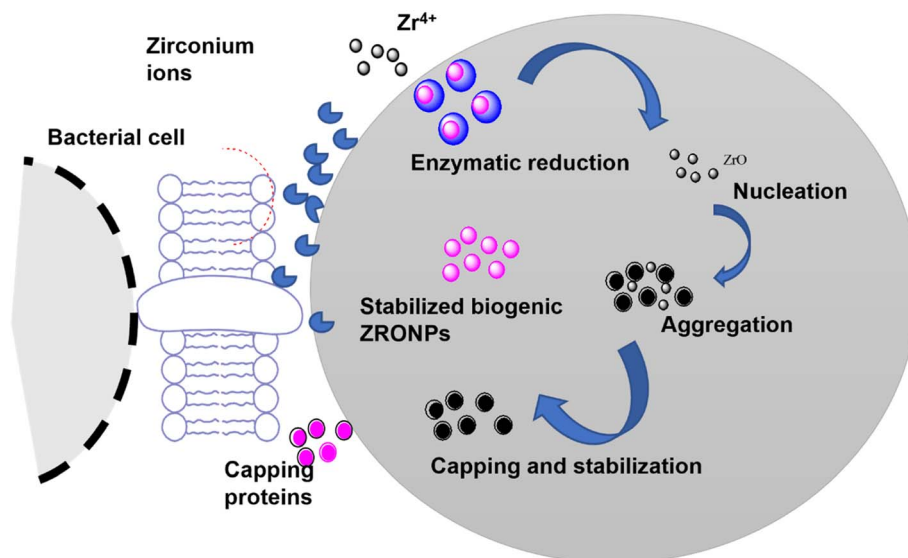 Zr⁴⁺
Zirconium
ions
Bacterial cell
Enzymatic reduction
ZrO
Nucleation
Stabilized biogenic
ZRONPs
Aggregation
Capping
proteins
Capping and stabilization